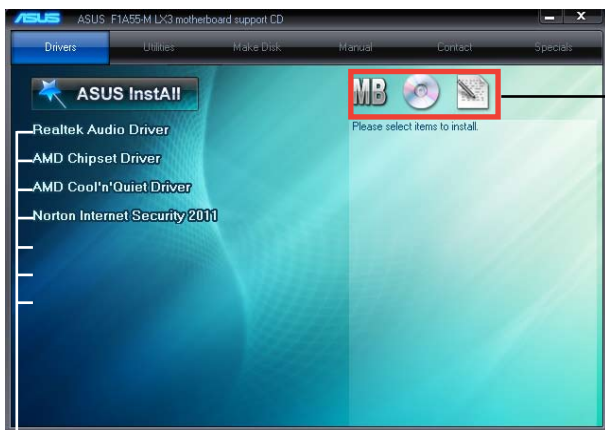 ASUS ASUS F1A55-M LX3 motherboard support CD
Drivers Utilities Make Disk Manual Contact Specials
ASUS InstAll
MB
Realtek Audio Driver
Please select items to install.
AMD Chipset Driver
AMD Cool'n'Quiet Driver
Norton Internet Security 2011